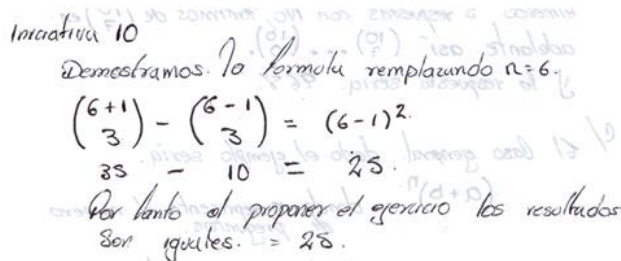 Iniciativa 10
Demostramos. la formula remplazando n=6.
(6+1 3) - (6-1 3) = (6-1)².
35 - 10 = 25.
Por tanto al proponer el ejercicio los resultados
Son iguales. = 25.